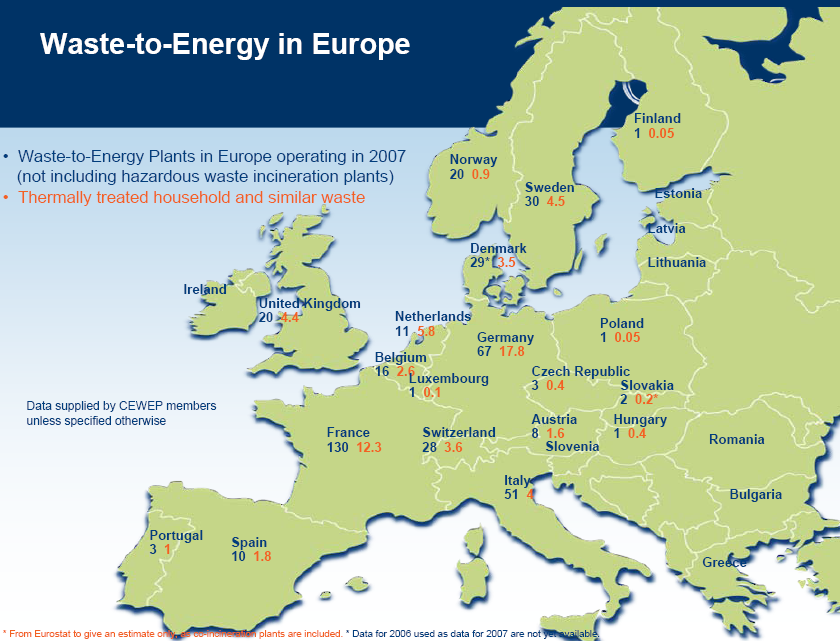 Waste-to-Energy in Europe
• Waste-to-Energy Plants in Europe operating in 2007
(not including hazardous waste incineration plants)
• Thermally treated household and similar waste
Finland
1 0.05
Norway
20 0.9
Sweden
30 4.5
Estonia
Latvia
Denmark
29* 3.5
Lithuania
Ireland
United Kingdom
20 4.4
Netherlands
11 5.8
Poland
1 0.05
Germany
67 17.8
Belgium
16 2.6
Luxembourg
1 0.1
Czech Republic
3 0.4
Slovakia
2 0.2*
Data supplied by CEWEP members
unless specified otherwise
France
130 12.3
Switzerland
28 3.6
Austria
8 1.6
Hungary
1 0.4
Slovenia
Romania
Italy
51 4
Bulgaria
Portugal
3 1
Spain
10 1.8
Greece
* From Eurostat to give an estimate only, as co-incineration plants are included. * Data for 2006 used as data for 2007 are not yet available.